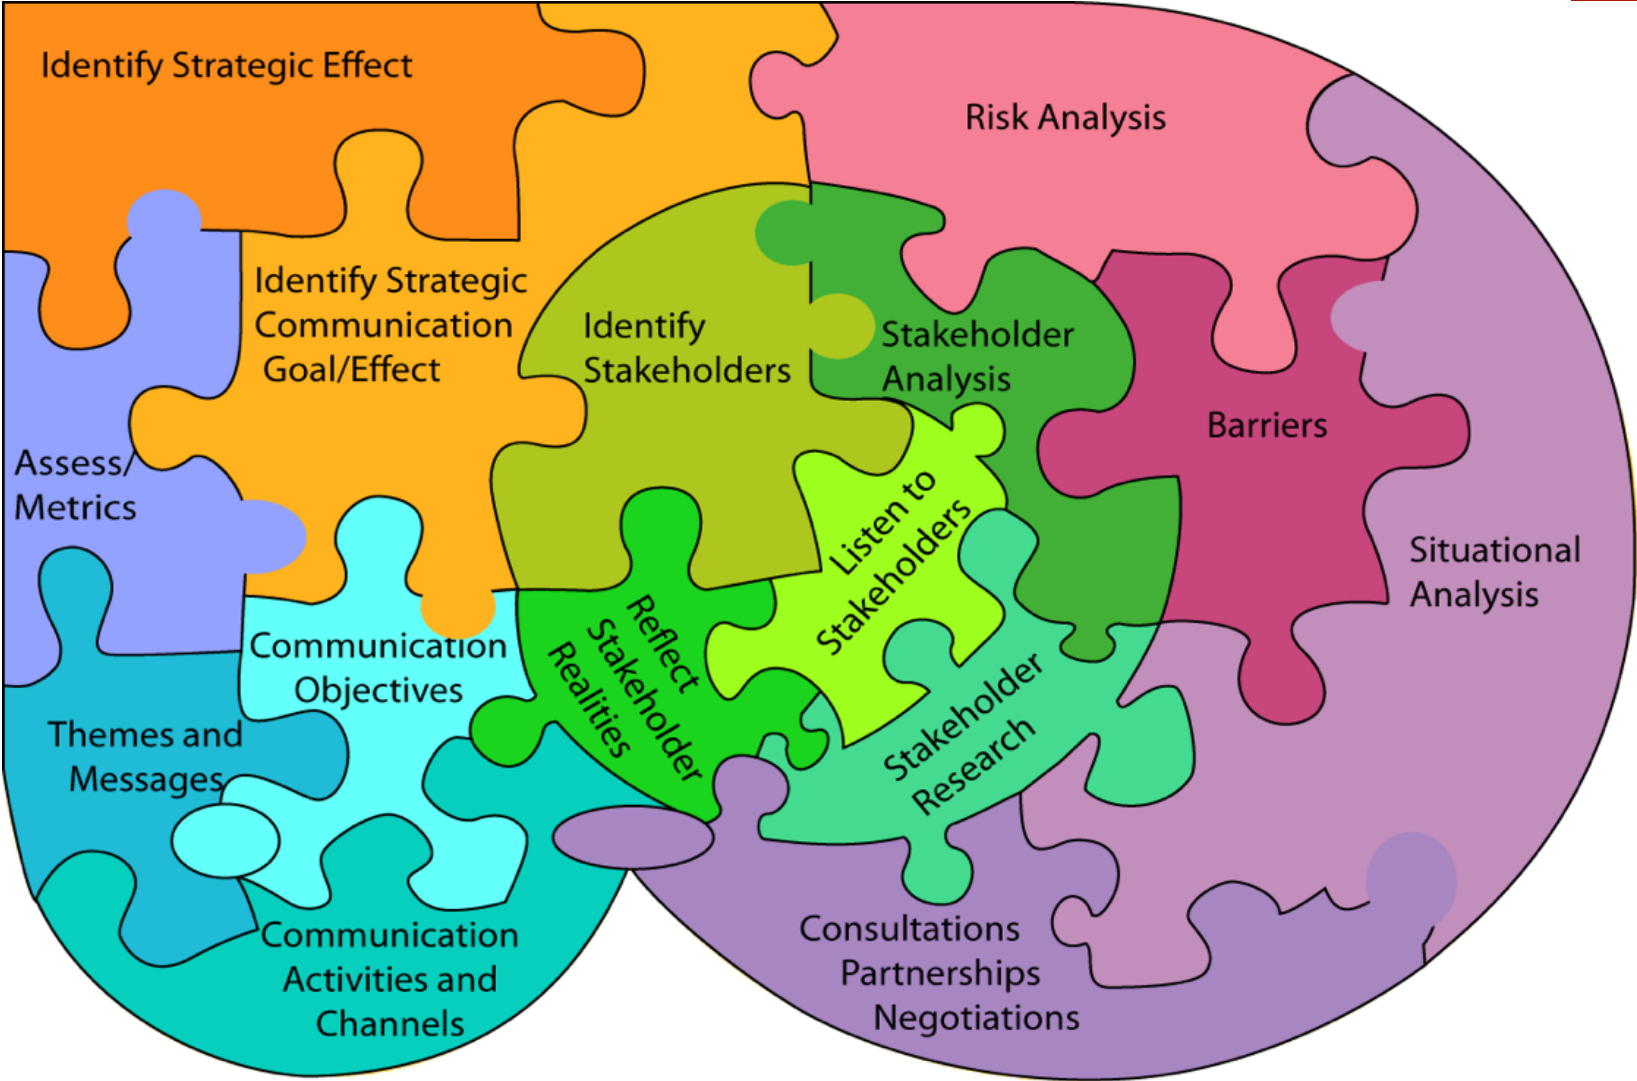 Identify Strategic Effect
Risk Analysis
Identify Strategic
Communication
Goal/Effect
Identify
Stakeholders
Stakeholder
Analysis
Barriers
Assess/
Metrics
Listen to
Stakeholders
Situational
Analysis
Communication
Objectives
Reflect
Stakeholder
Realities
Stakeholder
Research
Themes and
Messages
Communication
Activities and
Channels
Consultations
Partnerships
Negotiations